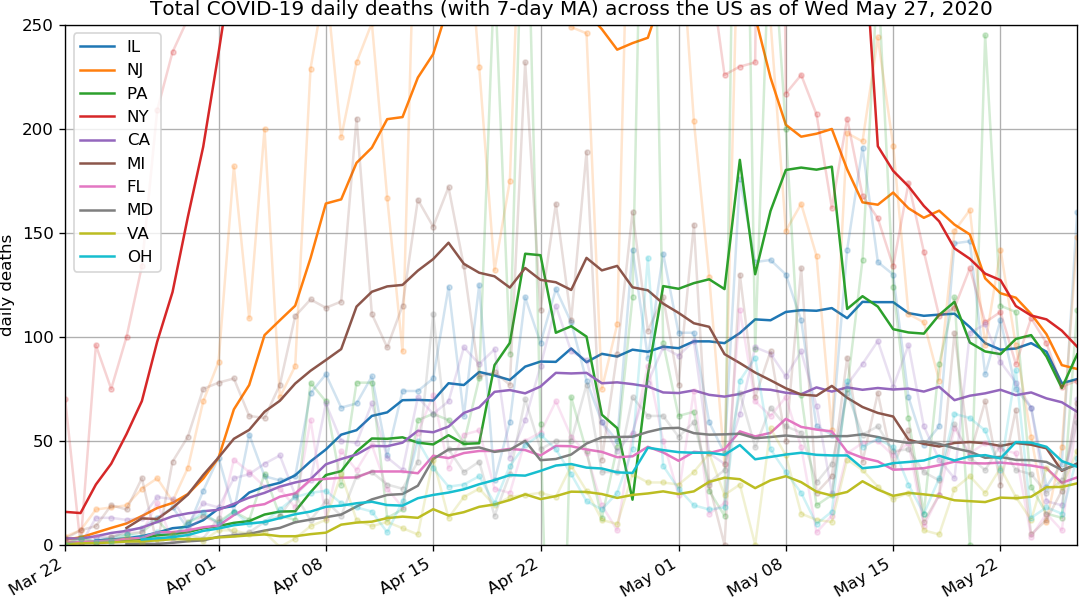 Total COVID-19 daily deaths (with 7-day MA) across the US as of Wed May 27, 2020
daily deaths
250
200
150
100
50
0
IL
NJ
PA
NY
CA
MI
FL
MD
VA
OH
Mar 22
Apr 01
Apr 08
Apr 15
Apr 22
May 01
May 08
May 15
May 22